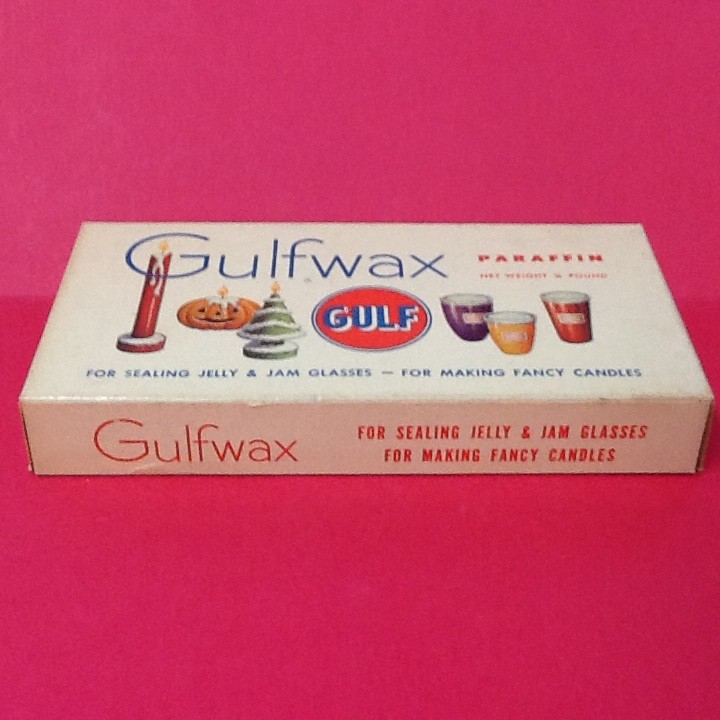 Gulfwax
PARAFFIN
NET WEIGHT ½ POUND
GULF
FOR SEALING JELLY & JAM GLASSES — FOR MAKING FANCY CANDLES
Gulfwax
FOR SEALING JELLY & JAM GLASSES
FOR MAKING FANCY CANDLES